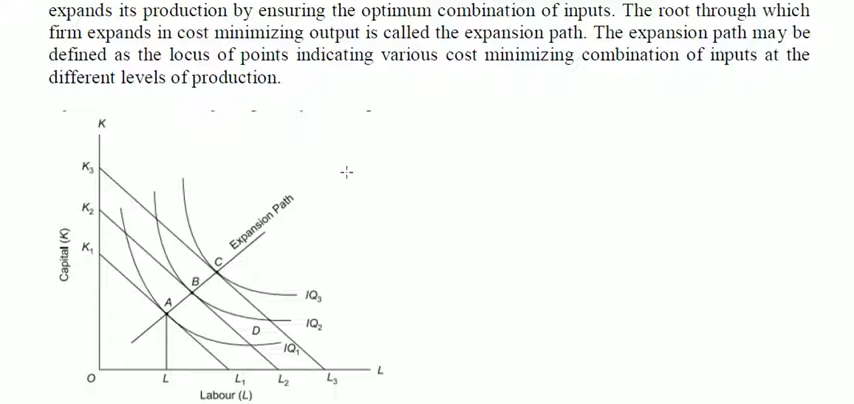 expands its production by ensuring the optimum combination of inputs. The root through which
firm expands in cost minimizing output is called the expansion path. The expansion path may be
defined as the locus of points indicating various cost minimizing combination of inputs at the
different levels of production.
K
K₃
K₂
K₁
Capital (K)
Expansion Path
C
B
A
D
IQ₃
IQ₂
IQ₁
O
L
L₁
L₂
L₃
L
Labour (L)